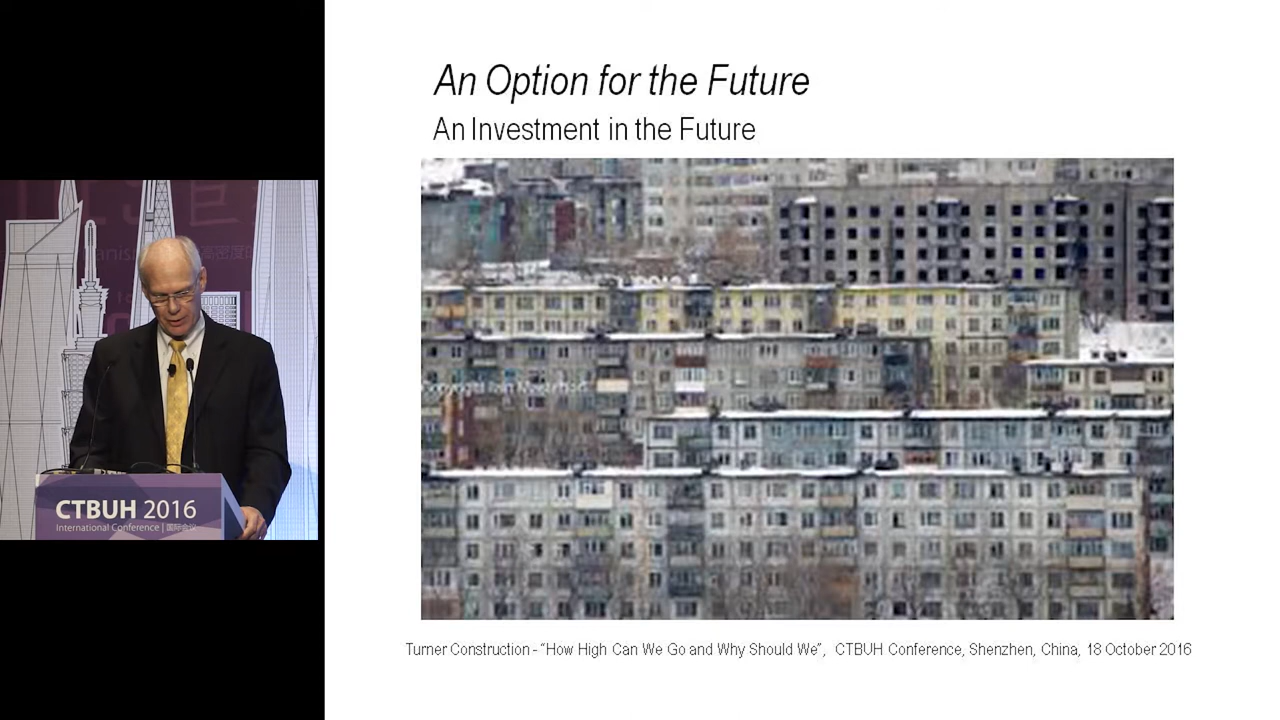 An Option for the Future
An Investment in the Future
CTBUH 2016
International Conference | 国际会议
Turner Construction - “How High Can We Go and Why Should We”, CTBUH Conference, Shenzhen, China, 18 October 2016